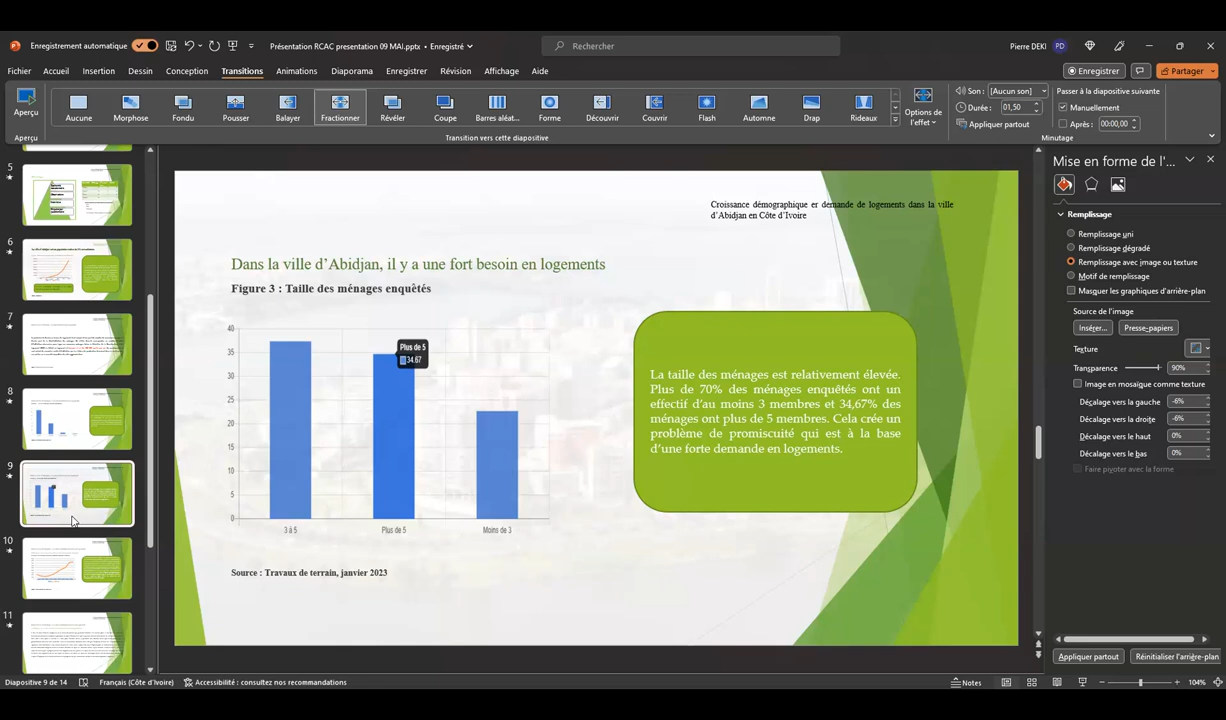 Enregistrement automatique
Présentation RCAC presentation 09 MAI.pptx • Enregistré
Rechercher
Pierre DEKI PD
Fichier Accueil Insertion Dessin Conception Transitions Animations Diaporama Enregistrer Révision Affichage Aide
Enregistrer
Partager
Aperçu
Aucune Morphose Fondu Pousser Balayer Fractionner Révéler Coupe Barres aléat... Forme Découvrir Couvrir Flash Automne Drap Rideaux
Options de
l'effet
Son : [Aucun son]
Durée : 01,50
Appliquer partout
Passer à la diapositive suivante
Manuellement
Après : 00:00,00
Aperçu
Transition vers cette diapositive
Minutage
5
6
7
8
9
10
11
Croissance démographique er demande de logements dans la ville
d'Abidjan en Côte d'Ivoire
Dans la ville d'Abidjan, il y a une fort besoin en logements
Figure 3 : Taille des ménages enquêtés
40
35
30
25
20
15
10
5
0
Plus de 5
34.67
3 à 5
Plus de 5
Moins de 3
La taille des ménages est relativement élevée.
Plus de 70% des ménages enquêtés ont un
effectif d'au moins 3 membres et 34,67% des
ménages ont plus de 5 membres. Cela crée un
problème de promiscuité qui est à la base
d'une forte demande en logements.
Source : Travaux de terrain, janvier 2023
Mise en forme de l'...
Remplissage
Remplissage uni
Remplissage dégradé
Remplissage avec image ou texture
Motif de remplissage
Masquer les graphiques d'arrière-plan
Source de l'image
Insérer...
Presse-papiers
Texture
Transparence 90%
Image en mosaïque comme texture
Décalage vers la gauche -6%
Décalage vers la droite -6%
Décalage vers le haut 0%
Décalage vers le bas 0%
Faire pivoter avec la forme
Appliquer partout
Réinitialiser l'arrière-plan
Diapositive 9 de 14
Français (Côte d'Ivoire)
Accessibilité : consultez nos recommandations
Notes
104%